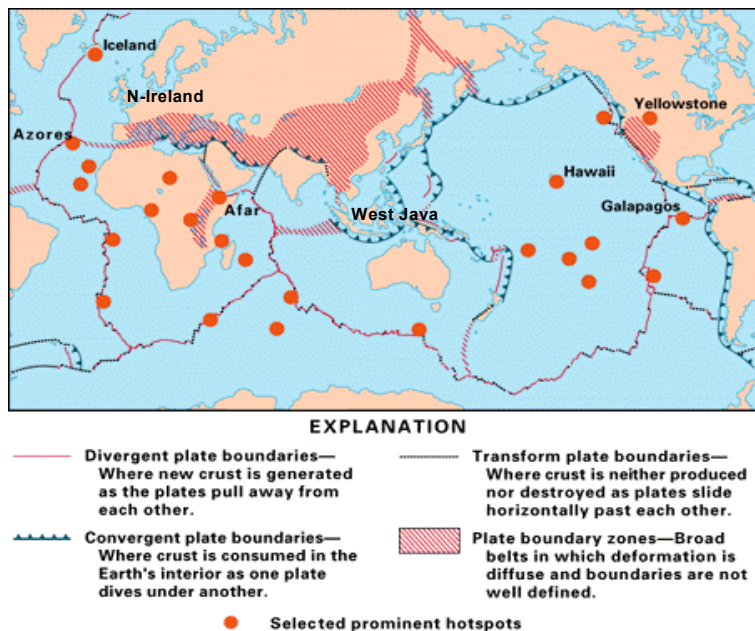 Iceland
N-Ireland
Azores
Afar
West Java
Hawaii
Yellowstone
Galapagos
EXPLANATION
Divergent plate boundaries—
Where new crust is generated
as the plates pull away from
each other.
Convergent plate boundaries—
Where crust is consumed in the
Earth's interior as one plate
dives under another.
Transform plate boundaries—
Where crust is neither produced
nor destroyed as plates slide
horizontally past each other.
Plate boundary zones—Broad
belts in which deformation is
diffuse and boundaries are not
well defined.
Selected prominent hotspots